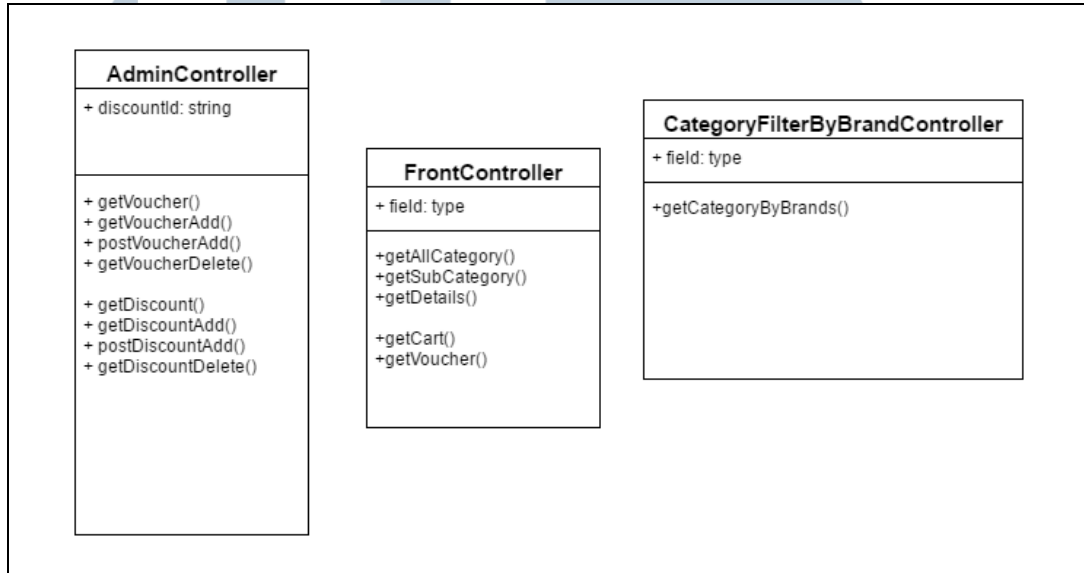 AdminController
+ discountId: string
+ getVoucher()
+ getVoucherAdd()
+ postVoucherAdd()
+ getVoucherDelete()
+ getDiscount()
+ getDiscountAdd()
+ postDiscountAdd()
+ getDiscountDelete()
FrontController
+ field: type
+getAllCategory()
+getSubCategory()
+getDetails()
+getCart()
+getVoucher()
CategoryFilterByBrandController
+ field: type
+getCategoryByBrands()